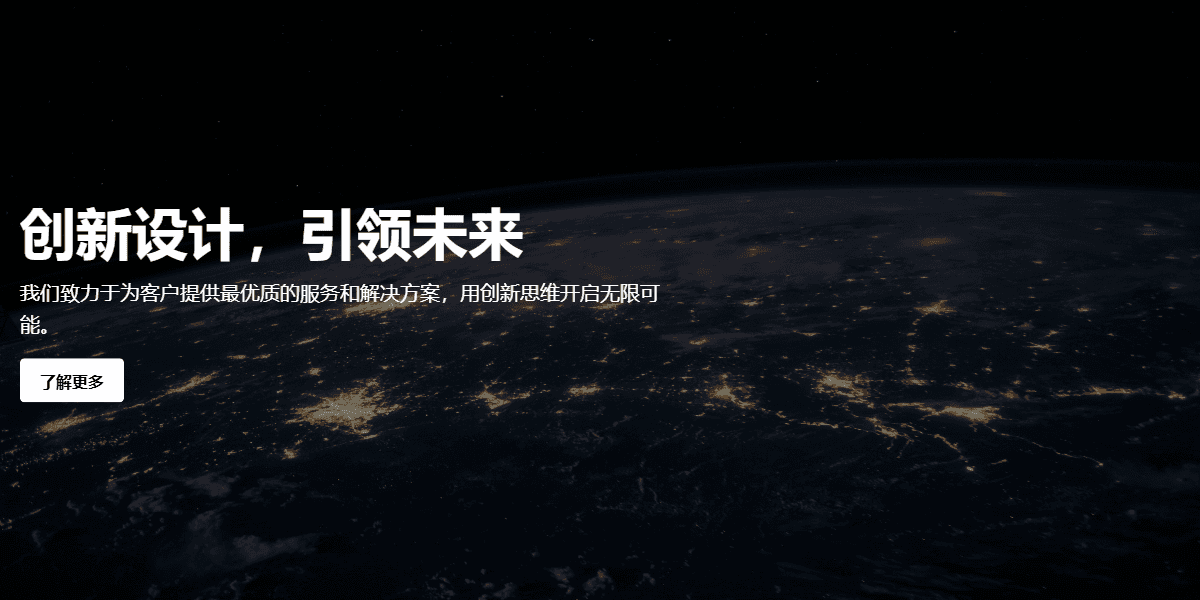 创新设计，引领未来
我们致力于为客户提供最优质的服务和解决方案，用创新思维开启无限可
能。
了解更多